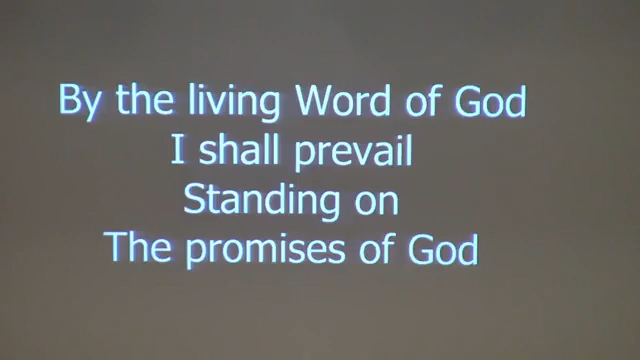 By the living Word of God
I shall prevail
Standing on
The promises of God